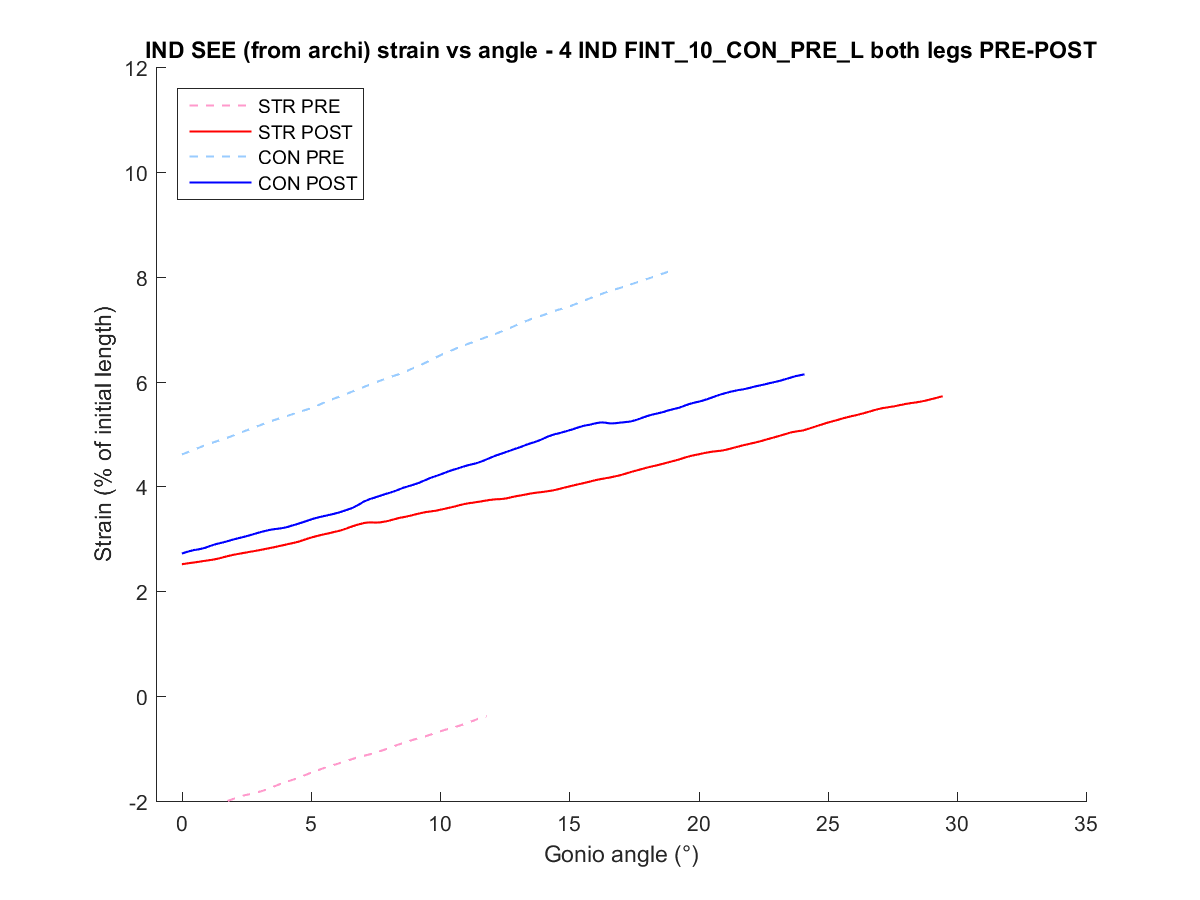 IND SEE (from archi) strain vs angle - 4 IND FINT_10_CON_PRE_L both legs PRE-POST
12
10
8
6
4
2
0
-2
Strain (% of initial length)
STR PRE
STR POST
CON PRE
CON POST
0 5 10 15 20 25 30 35
Gonio angle (°)